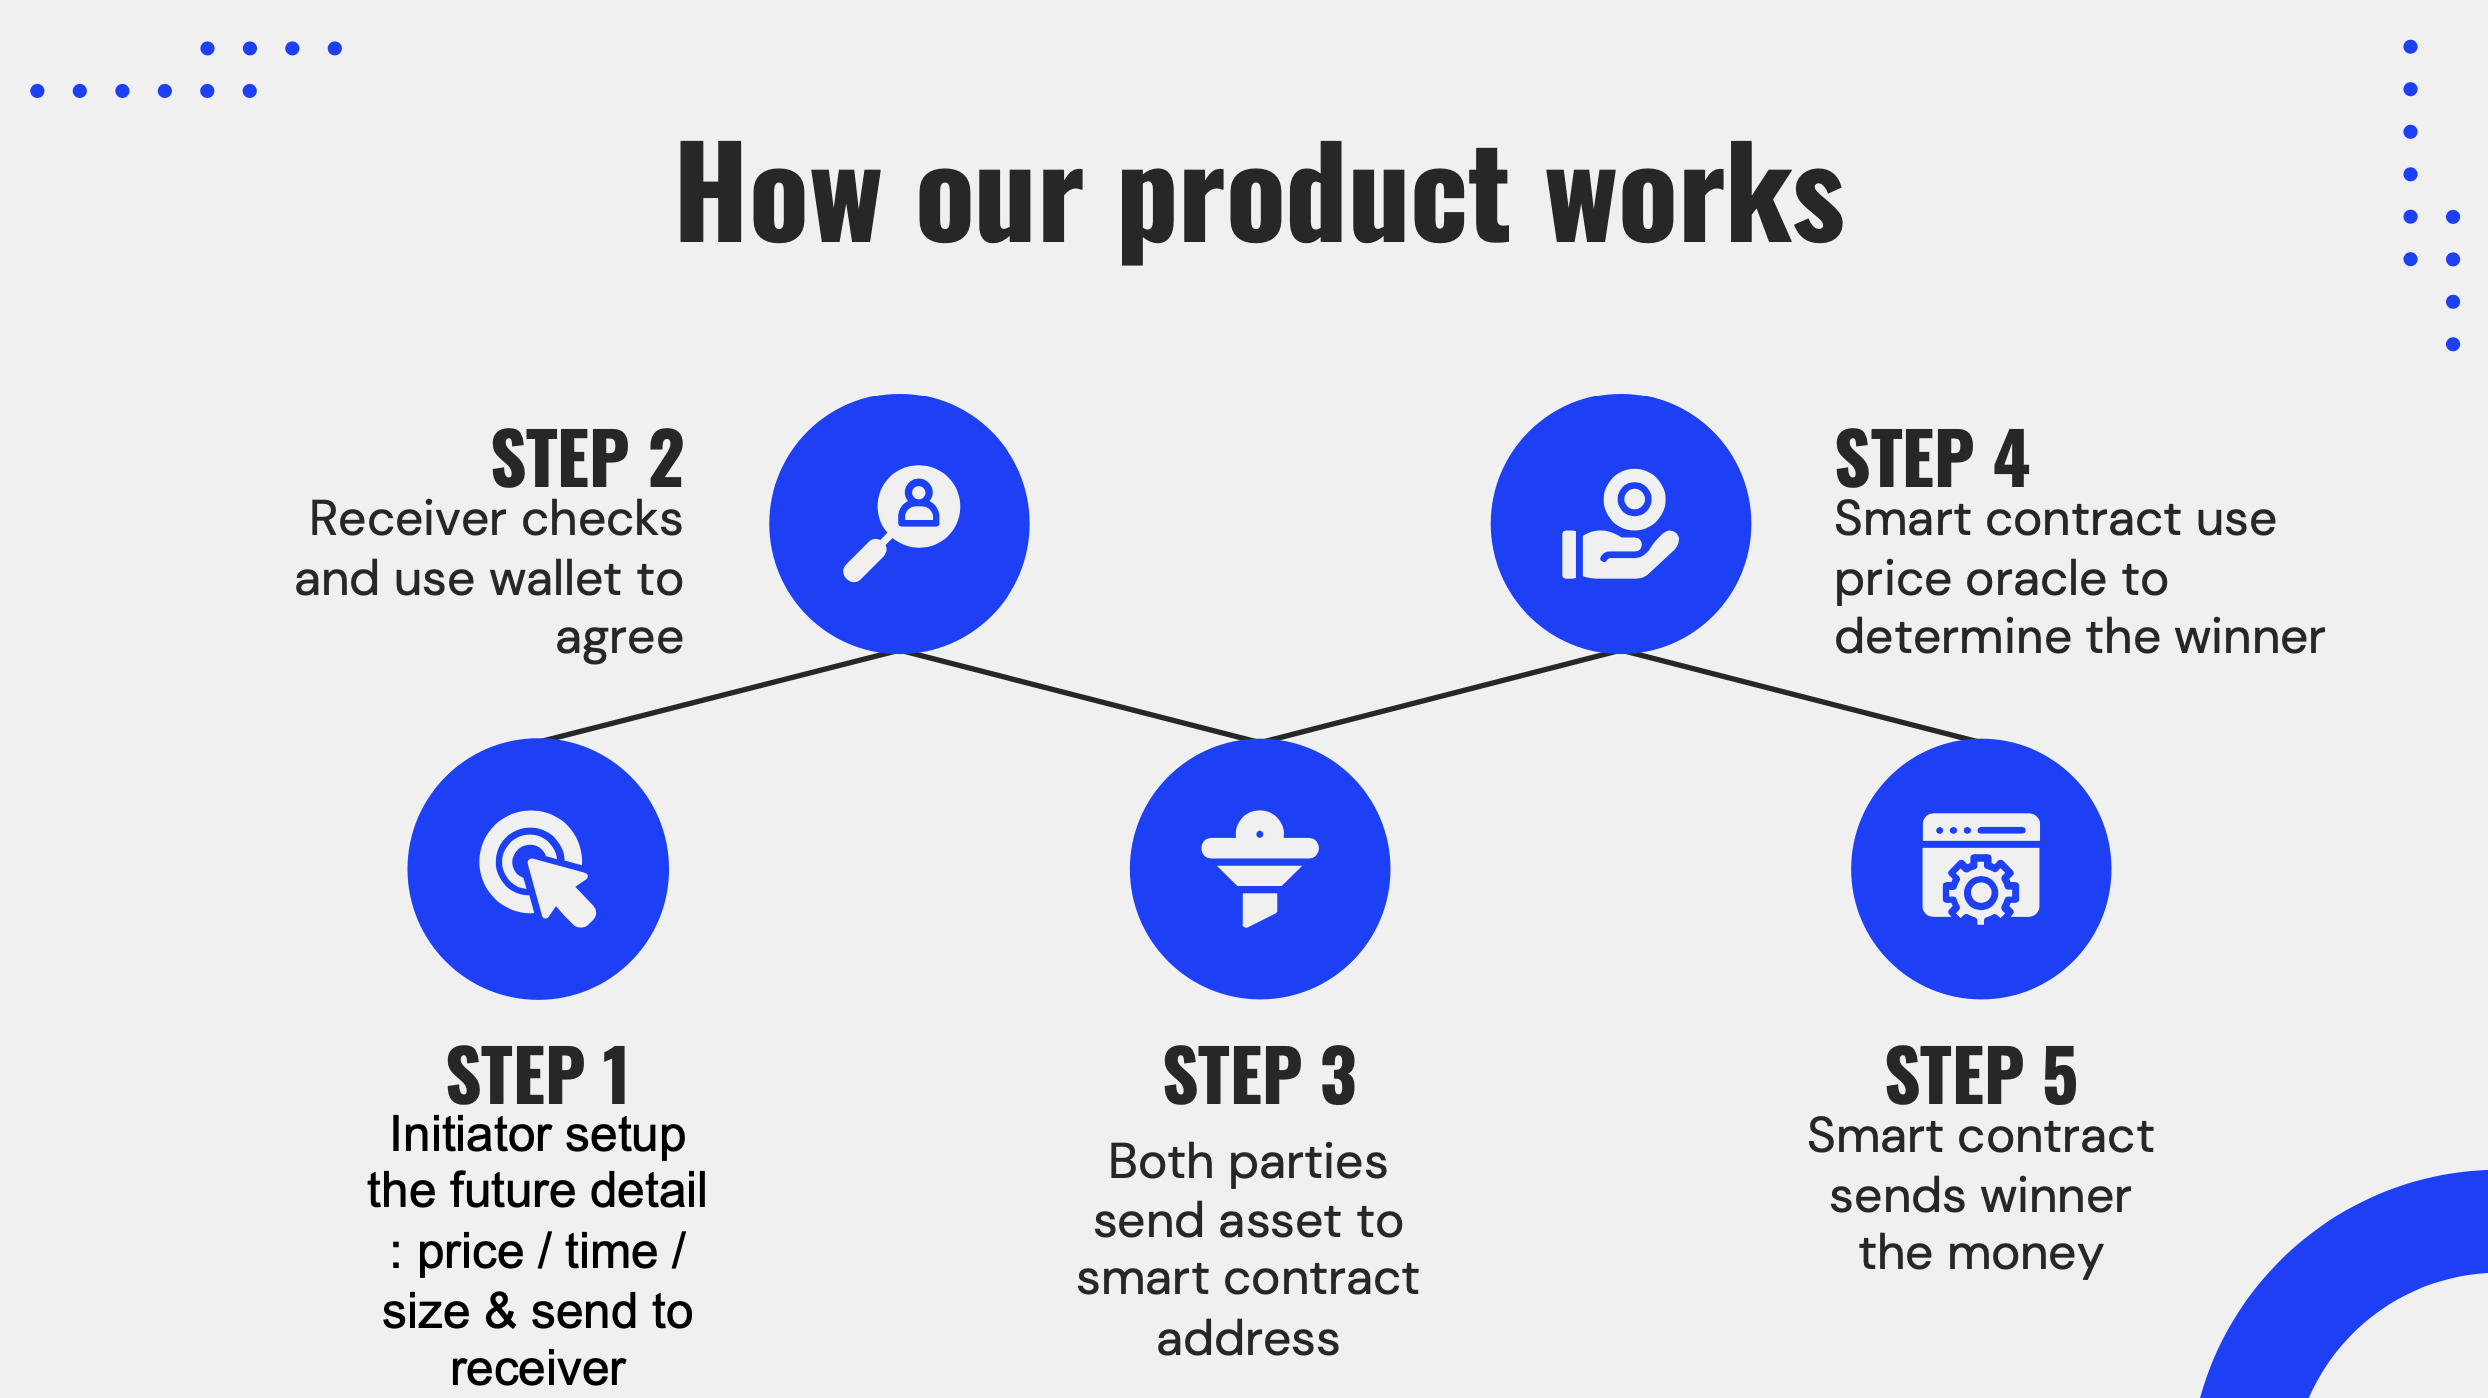 How our product works
STEP 1
Initiator setup
the future detail
: price / time /
size & send to
receiver
STEP 2
Receiver checks
and use wallet to
agree
STEP 3
Both parties
send asset to
smart contract
address
STEP 4
Smart contract use
price oracle to
determine the winner
STEP 5
Smart contract
sends winner
the money